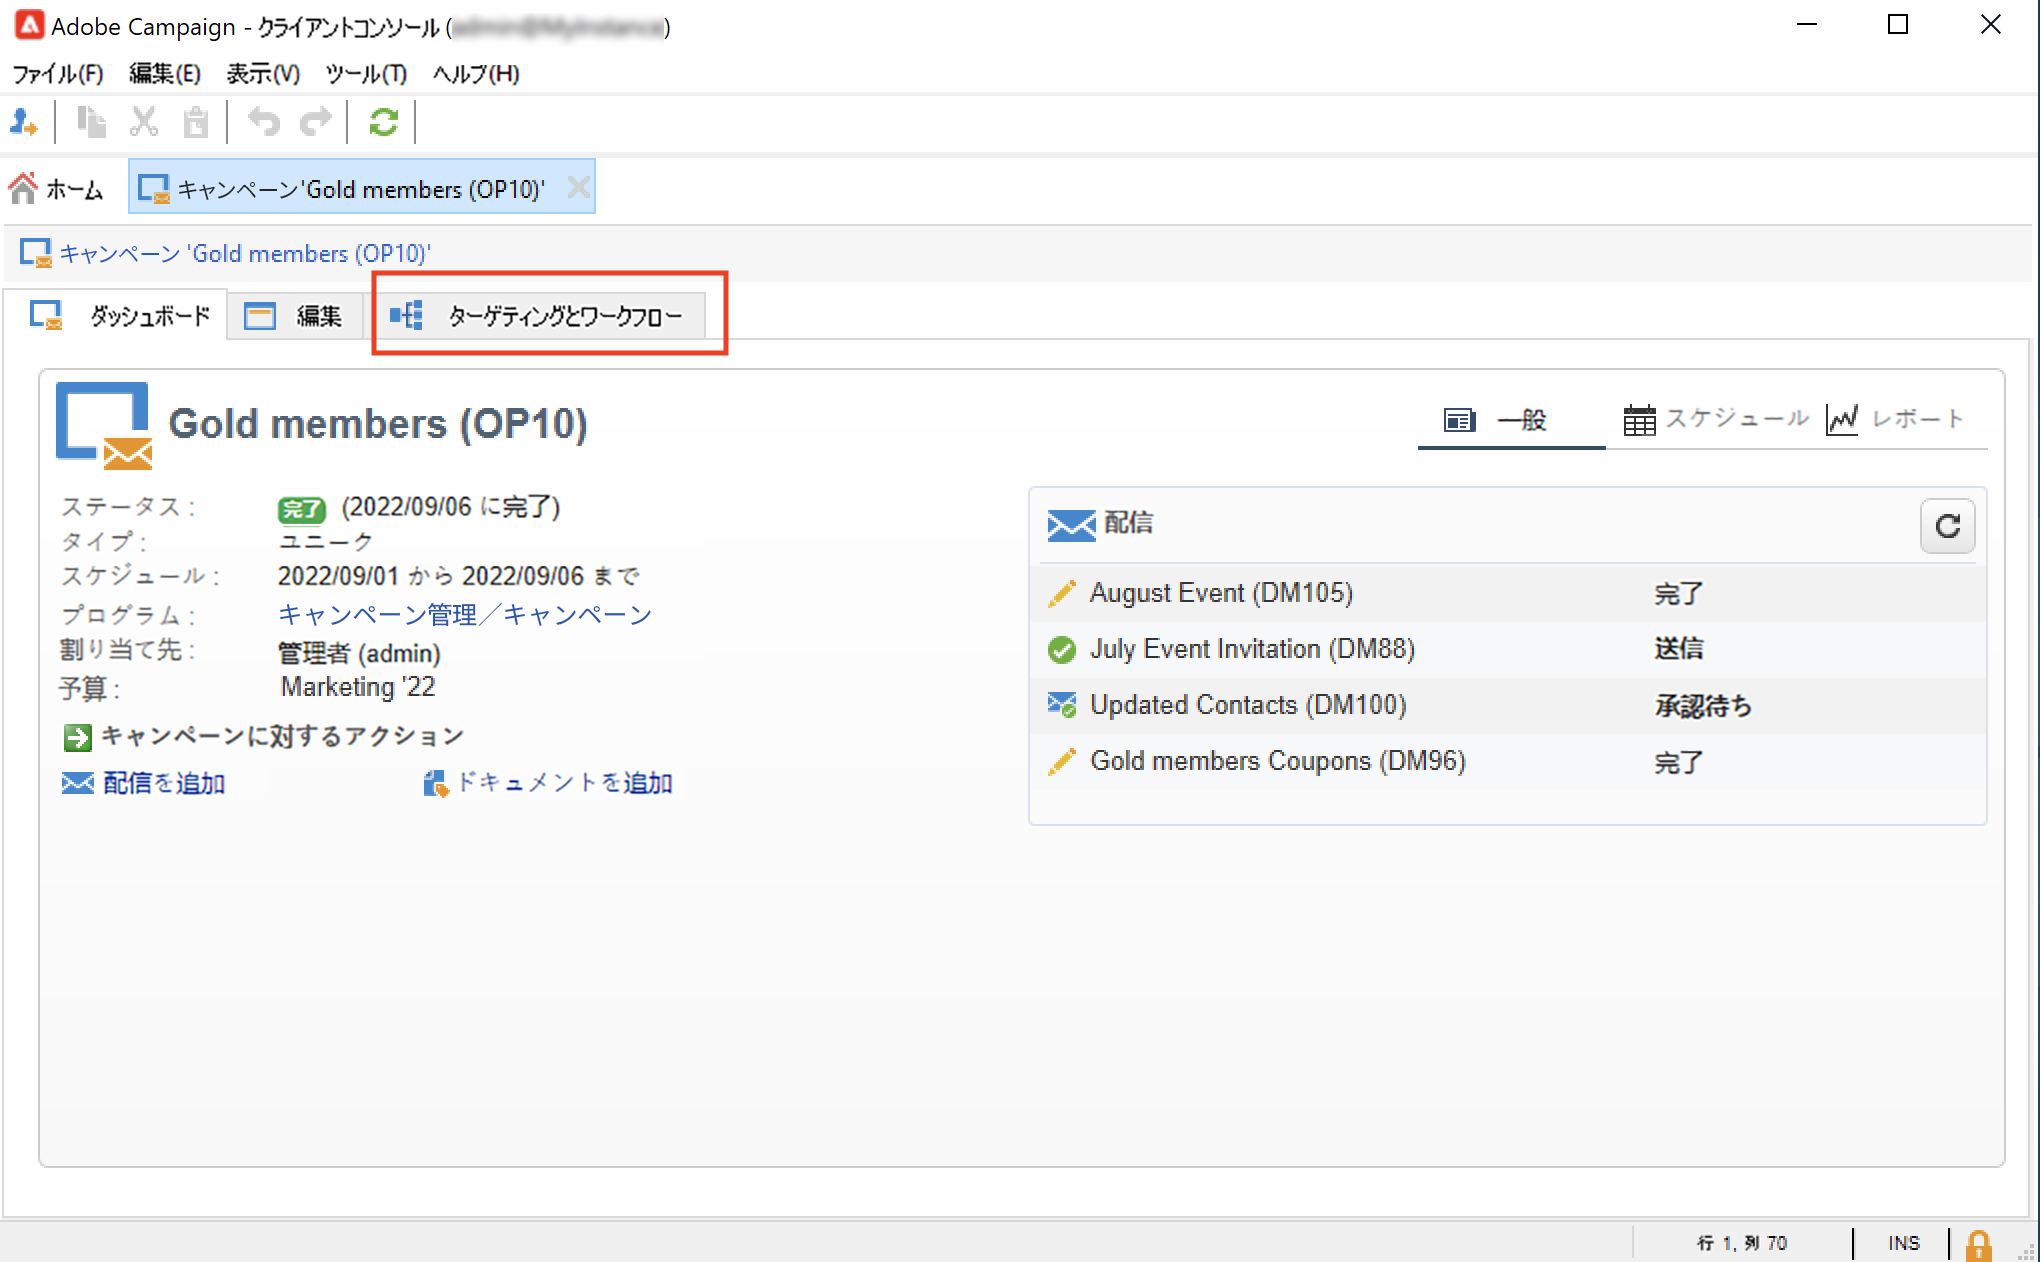 Adobe Campaign - クライアントコンソール ( )
ファイル(F) 編集(E) 表示(V) ツール(T) ヘルプ(H)
ホーム キャンペーン'Gold members (OP10)'
キャンペーン 'Gold members (OP10)'
ダッシュボード 編集 ターゲティングとワークフロー
Gold members (OP10)
一般 スケジュール レポート
ステータス : 完了 (2022/09/06 に完了)
タイプ : ユニーク
スケジュール : 2022/09/01 から 2022/09/06 まで
プログラム : キャンペーン管理／キャンペーン
割り当て先 : 管理者 (admin)
予算 : Marketing '22
キャンペーンに対するアクション
配信を追加 ドキュメントを追加
配信
August Event (DM105) 完了
July Event Invitation (DM88) 送信
Updated Contacts (DM100) 承認待ち
Gold members Coupons (DM96) 完了
行 1, 列 70 INS